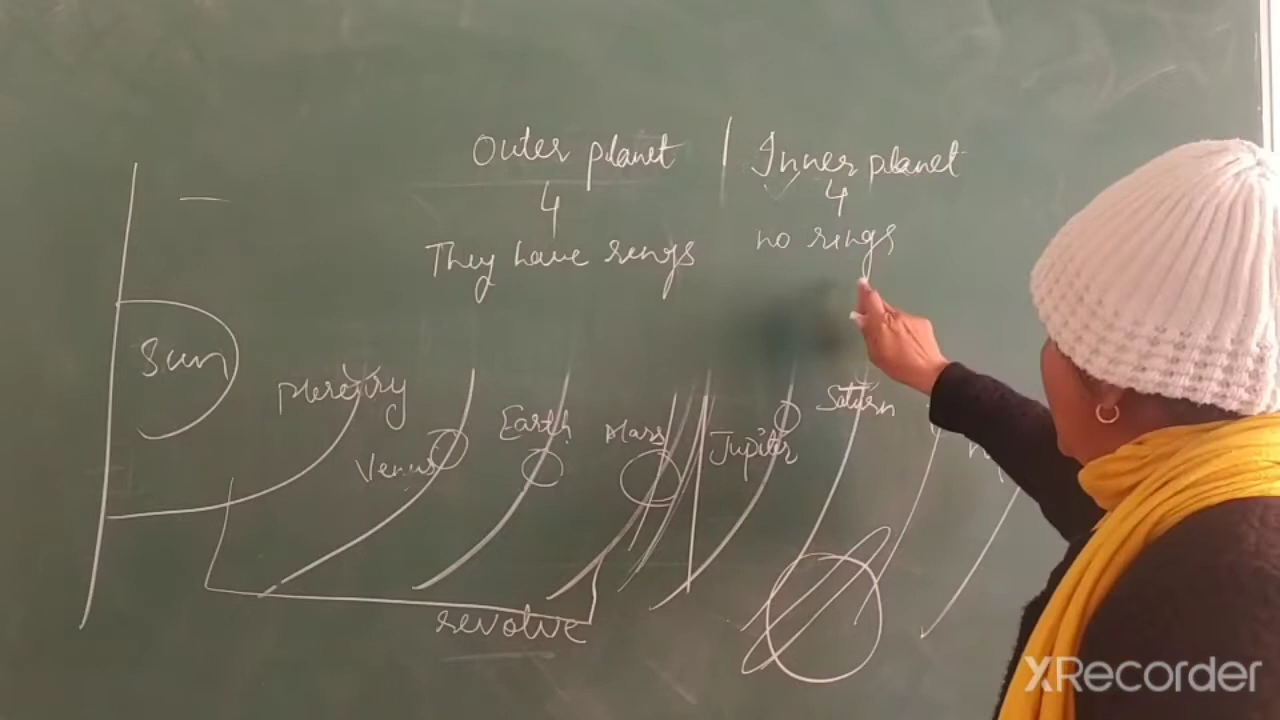 Outer planet | Inner planet
4 4
They have rings no rings
Sun
Mercury
Venus
Earth
Mars
Jupiter
Saturn
revolve
XRecorder